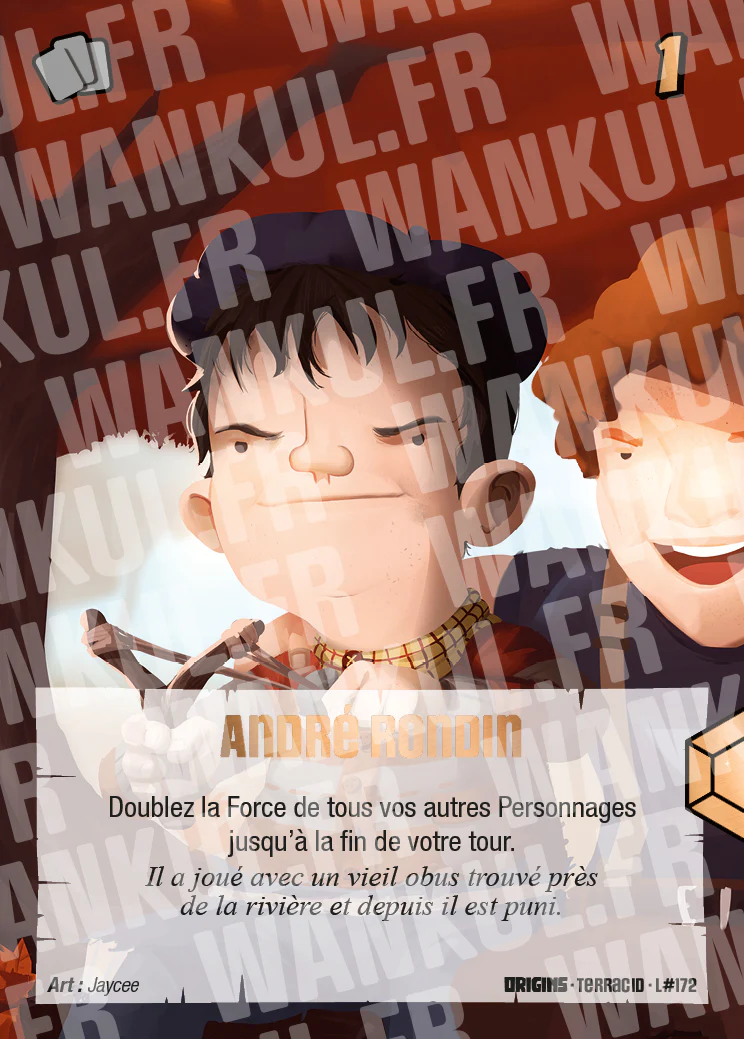 WANKUL.FR
1
ANDRÉ RONDIN
Doublez la Force de tous vos autres Personnages
jusqu’à la fin de votre tour.
Il a joué avec un vieil obus trouvé près
de la rivière et depuis il est puni.
Art : Jaycee
ORIGINS · TERRACID · L#172